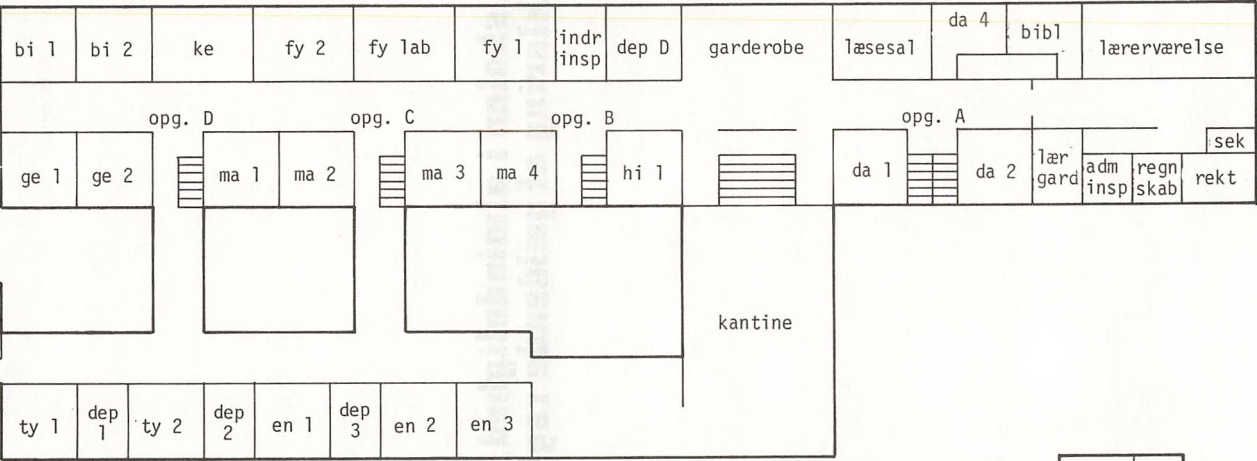 bi 1 bi 2 ke fy 2 fy lab fy 1 indr insp dep D garderobe læsesal da 4 bibl lærerværelse
opg. D opg. C opg. B opg. A
ge 1 ge 2 ma 1 ma 2 ma 3 ma 4 hi 1 da 1 da 2 lær gard adm insp regn skab sek rekt
kantine
ty 1 dep 1 ty 2 dep 2 en 1 dep 3 en 2 en 3